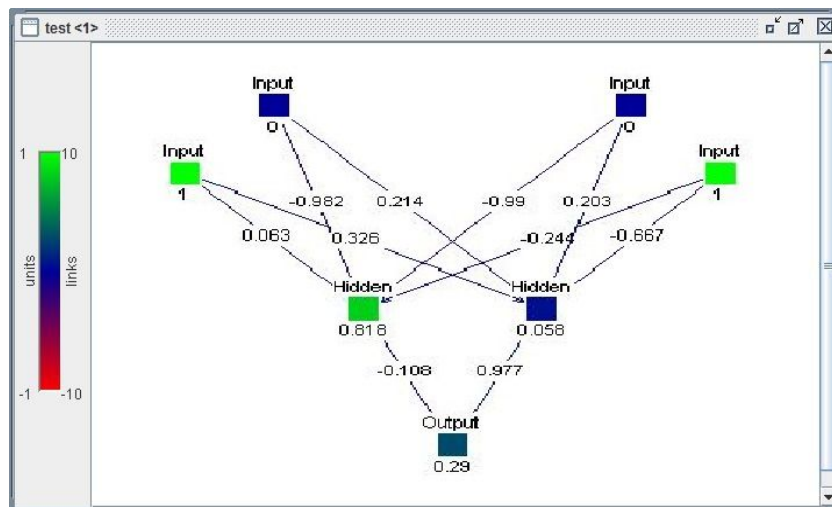 test <1>
Input
Input
0
0
Input
Input
1 10
1
1
-0.982
0.214
-0.99
0.203
0.063
0.326
-0.244
-0.667
units
links
Hidden
Hidden
0.818
0.058
-0.108
0.977
-1 -10
Output
0.29